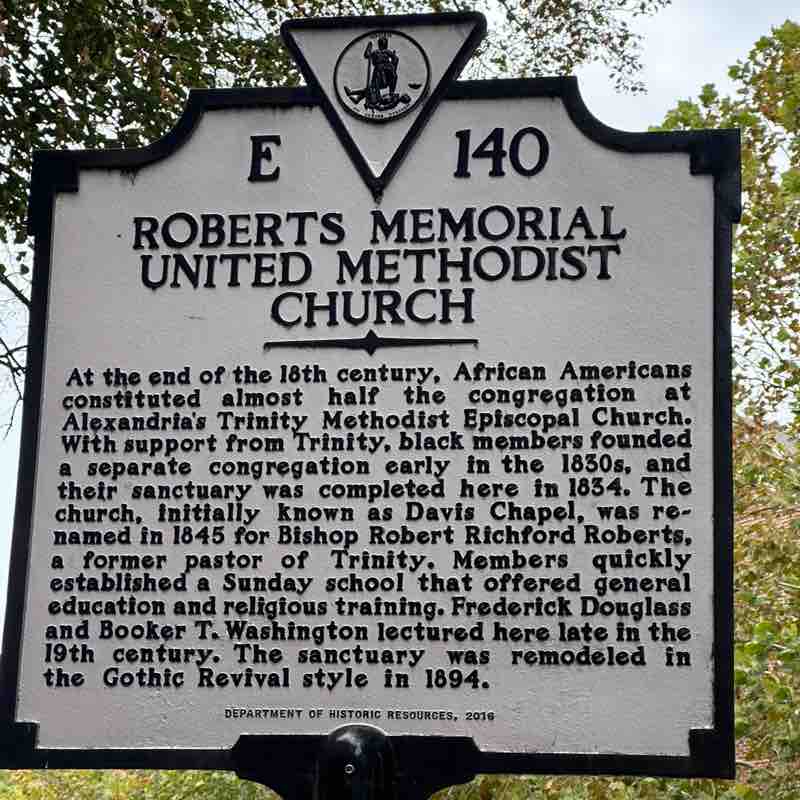 E 140
ROBERTS MEMORIAL
UNITED METHODIST
CHURCH
At the end of the 18th century, African Americans
constituted almost half the congregation at
Alexandria's Trinity Methodist Episcopal Church.
With support from Trinity, black members founded
a separate congregation early in the 1830s, and
their sanctuary was completed here in 1834. The
church, initially known as Davis Chapel, was re-
named in 1845 for Bishop Robert Richford Roberts,
a former pastor of Trinity. Members quickly
established a Sunday school that offered general
education and religious training. Frederick Douglass
and Booker T. Washington lectured here late in the
19th century. The sanctuary was remodeled in
the Gothic Revival style in 1894.
DEPARTMENT OF HISTORIC RESOURCES, 2016